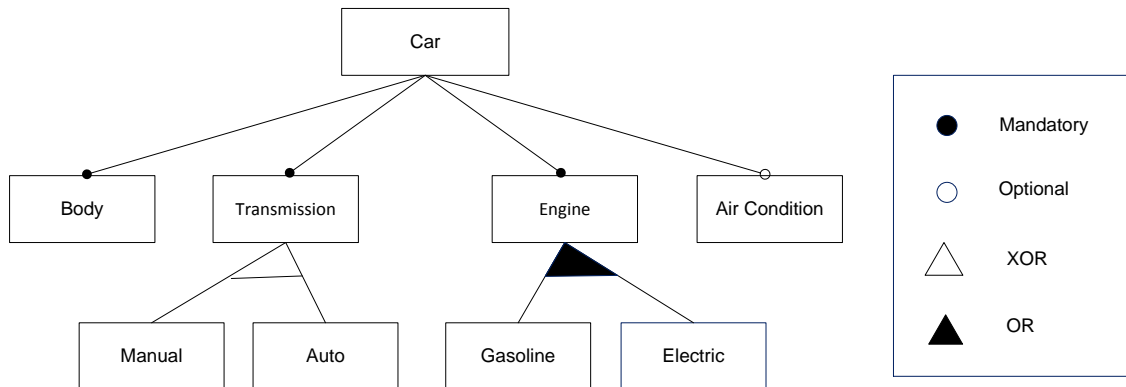 Car
Body
Transmission
Engine
Air Condition
Manual
Auto
Gasoline
Electric
Mandatory
Optional
XOR
OR